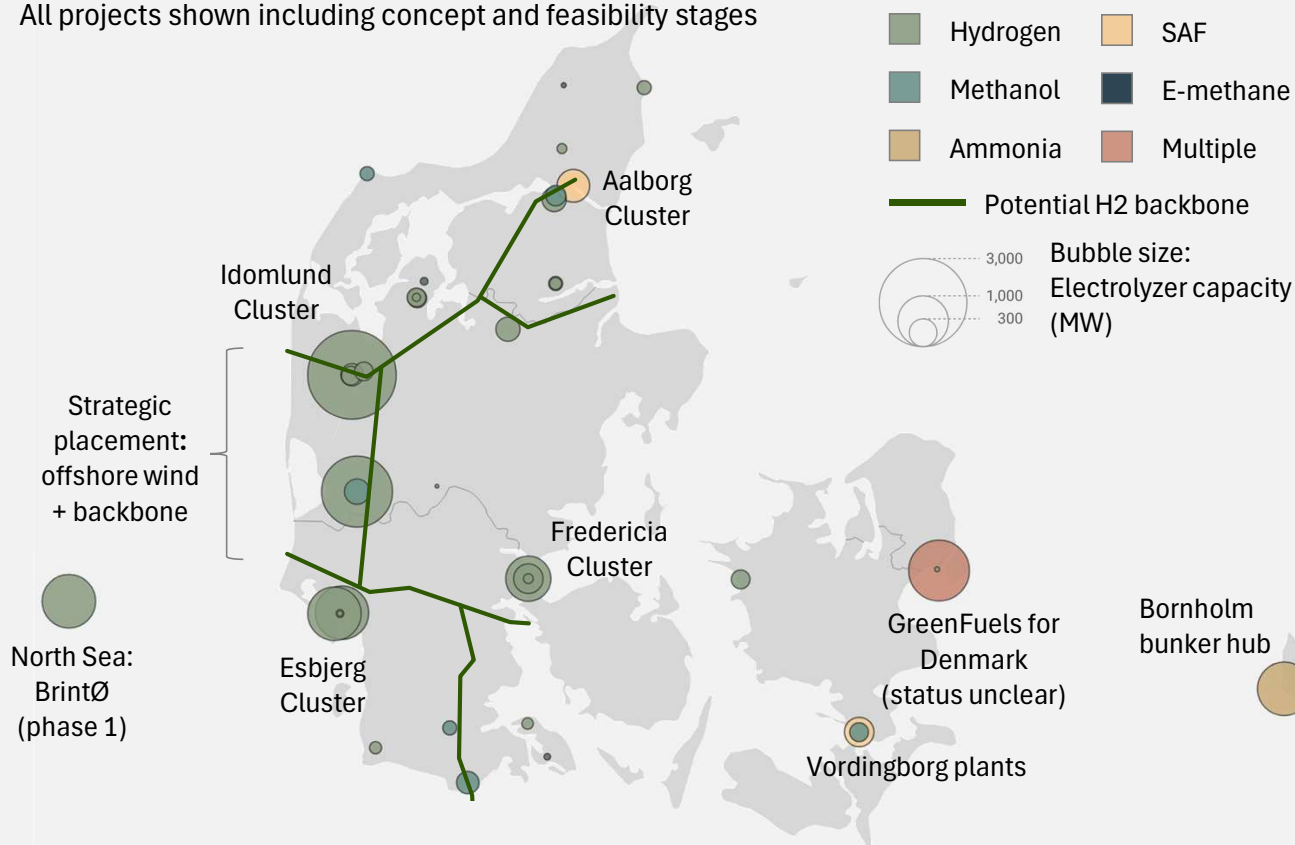 All projects shown including concept and feasibility stages
Hydrogen
SAF
Methanol
E-methane
Ammonia
Multiple
Potential H2 backbone
3,000
1,000
300
Bubble size:
Electrolyzer capacity
(MW)
Aalborg
Cluster
Idomlund
Cluster
Strategic
placement:
offshore wind
+ backbone
Fredericia
Cluster
North Sea:
BrintØ
(phase 1)
Esbjerg
Cluster
GreenFuels for
Denmark
(status unclear)
Bornholm
bunker hub
Vordingborg plants